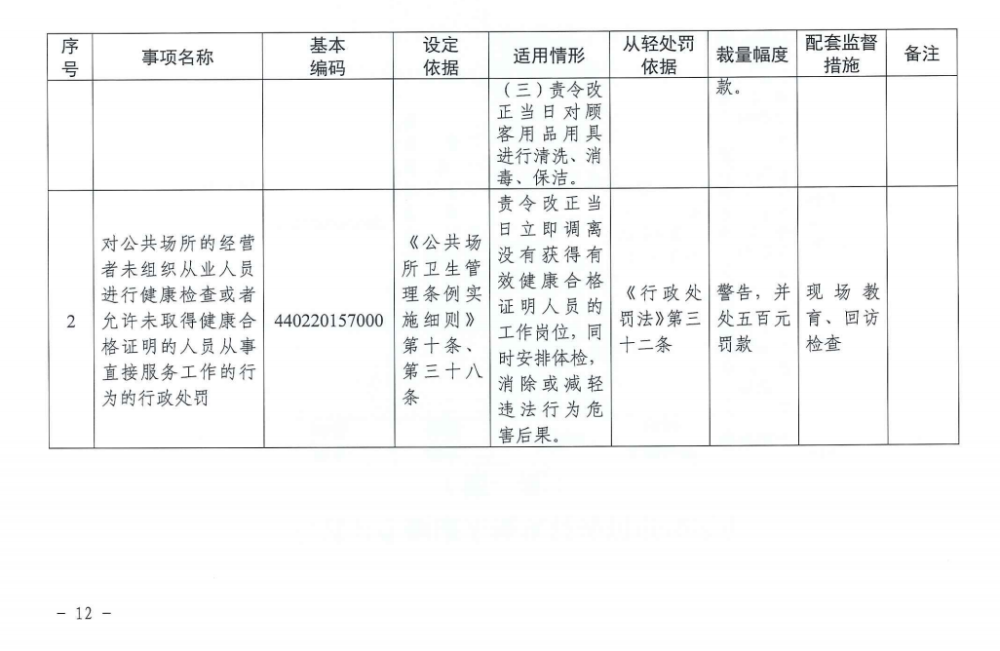 序号
事项名称
基本编码
设定依据
适用情形
从轻处罚依据
裁量幅度
配套监督措施
备注
（三）责令改
正当日对顾
客用品用具
进行清洗、消
毒、保洁。
款。
2
对公共场所的经营
者未组织从业人员
进行健康检查或者
允许未取得健康合
格证明的人员从事
直接服务工作的行
为的行政处罚
440220157000
《公共场
所卫生管
理条例实
施细则》
第十条、
第三十八
条
责令改正当
日立即调离
没有获得有
效健康合格
证明人员的
工作岗位，同
时安排体检，
消除或减轻
违法行为危
害后果。
《行政处
罚法》第三
十二条
警告，并
处五百元
罚款
现场教
育、回访
检查
－ 12 －